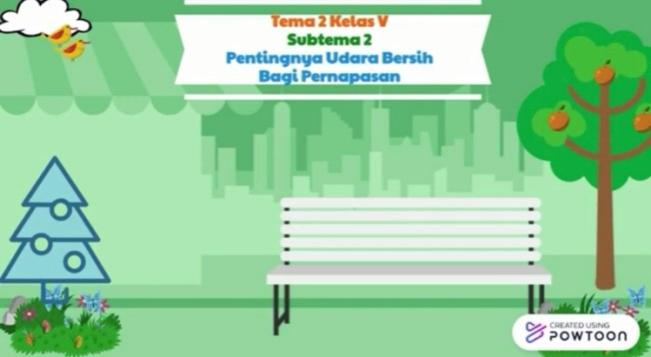 Tema 2 Kelas V
Subtema 2
Pentingnya Udara Bersih
Bagi Pernapasan
CREATED USING
POWTOON